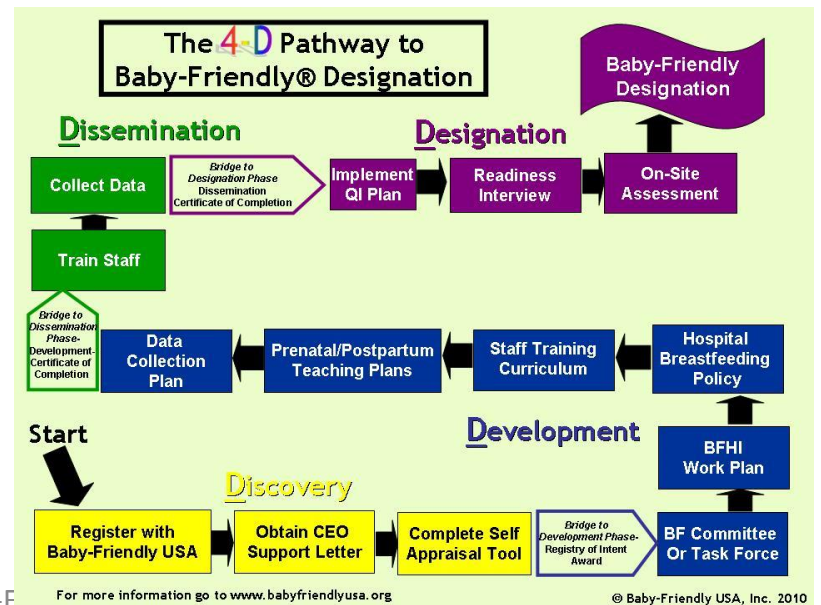 The 4-D Pathway to
Baby-Friendly® Designation
Baby-Friendly
Designation
Dissemination
Designation
Collect Data
Bridge to
Designation Phase
Dissemination
Certificate of Completion
Implement
QI Plan
Readiness
Interview
On-Site
Assessment
Train Staff
Bridge to
Dissemination
Phase-
Development-
Certificate of
Completion
Data
Collection
Plan
Prenatal/Postpartum
Teaching Plans
Staff Training
Curriculum
Hospital
Breastfeeding
Policy
Start
Development
BFHI
Work Plan
Discovery
Register with
Baby-Friendly USA
Obtain CEO
Support Letter
Complete Self
Appraisal Tool
Bridge to
Development Phase-
Registry of Intent
Award
BF Committee
Or Task Force
For more information go to www.babyfriendlyusa.org
© Baby-Friendly USA, Inc. 2010